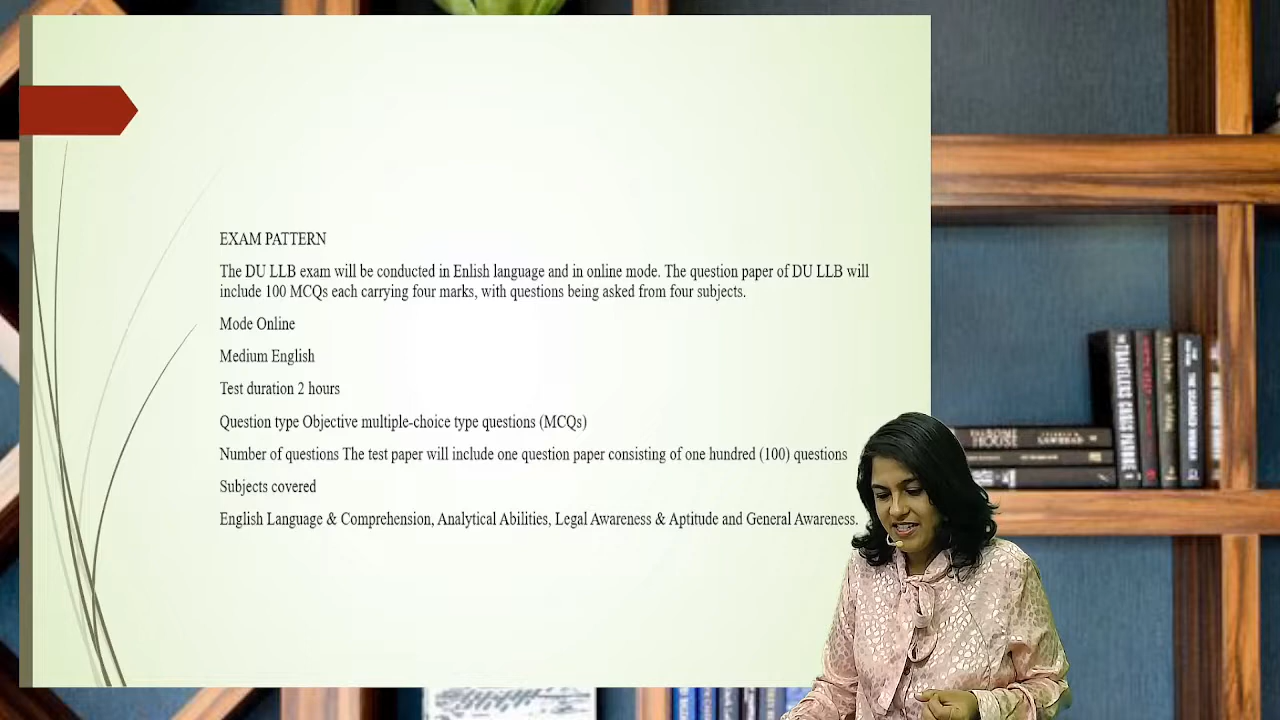 EXAM PATTERN
The DU LLB exam will be conducted in Enlish language and in online mode. The question paper of DU LLB will
include 100 MCQs each carrying four marks, with questions being asked from four subjects.
Mode Online
Medium English
Test duration 2 hours
Question type Objective multiple-choice type questions (MCQs)
Number of questions The test paper will include one question paper consisting of one hundred (100) questions
Subjects covered
English Language & Comprehension, Analytical Abilities, Legal Awareness & Aptitude and General Awareness.